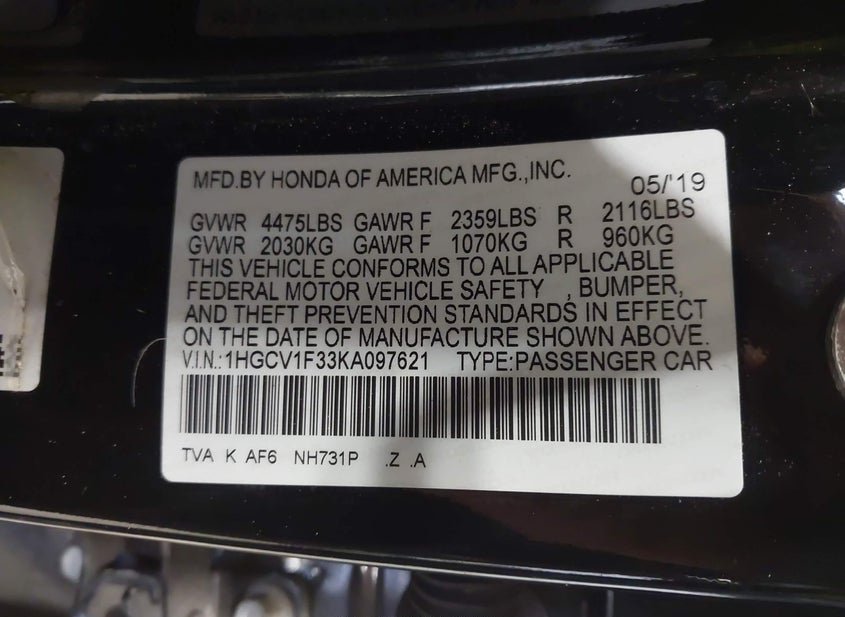 MFD.BY HONDA OF AMERICA MFG.,INC. 05/'19
GVWR 4475LBS GAWR F 2359LBS R 2116LBS
GVWR 2030KG GAWR F 1070KG R 960KG
THIS VEHICLE CONFORMS TO ALL APPLICABLE
FEDERAL MOTOR VEHICLE SAFETY , BUMPER,
AND THEFT PREVENTION STANDARDS IN EFFECT
ON THE DATE OF MANUFACTURE SHOWN ABOVE.
V.I.N.:1HGCV1F33KA097621 TYPE:PASSENGER CAR
TVA K AF6 NH731P .Z .A